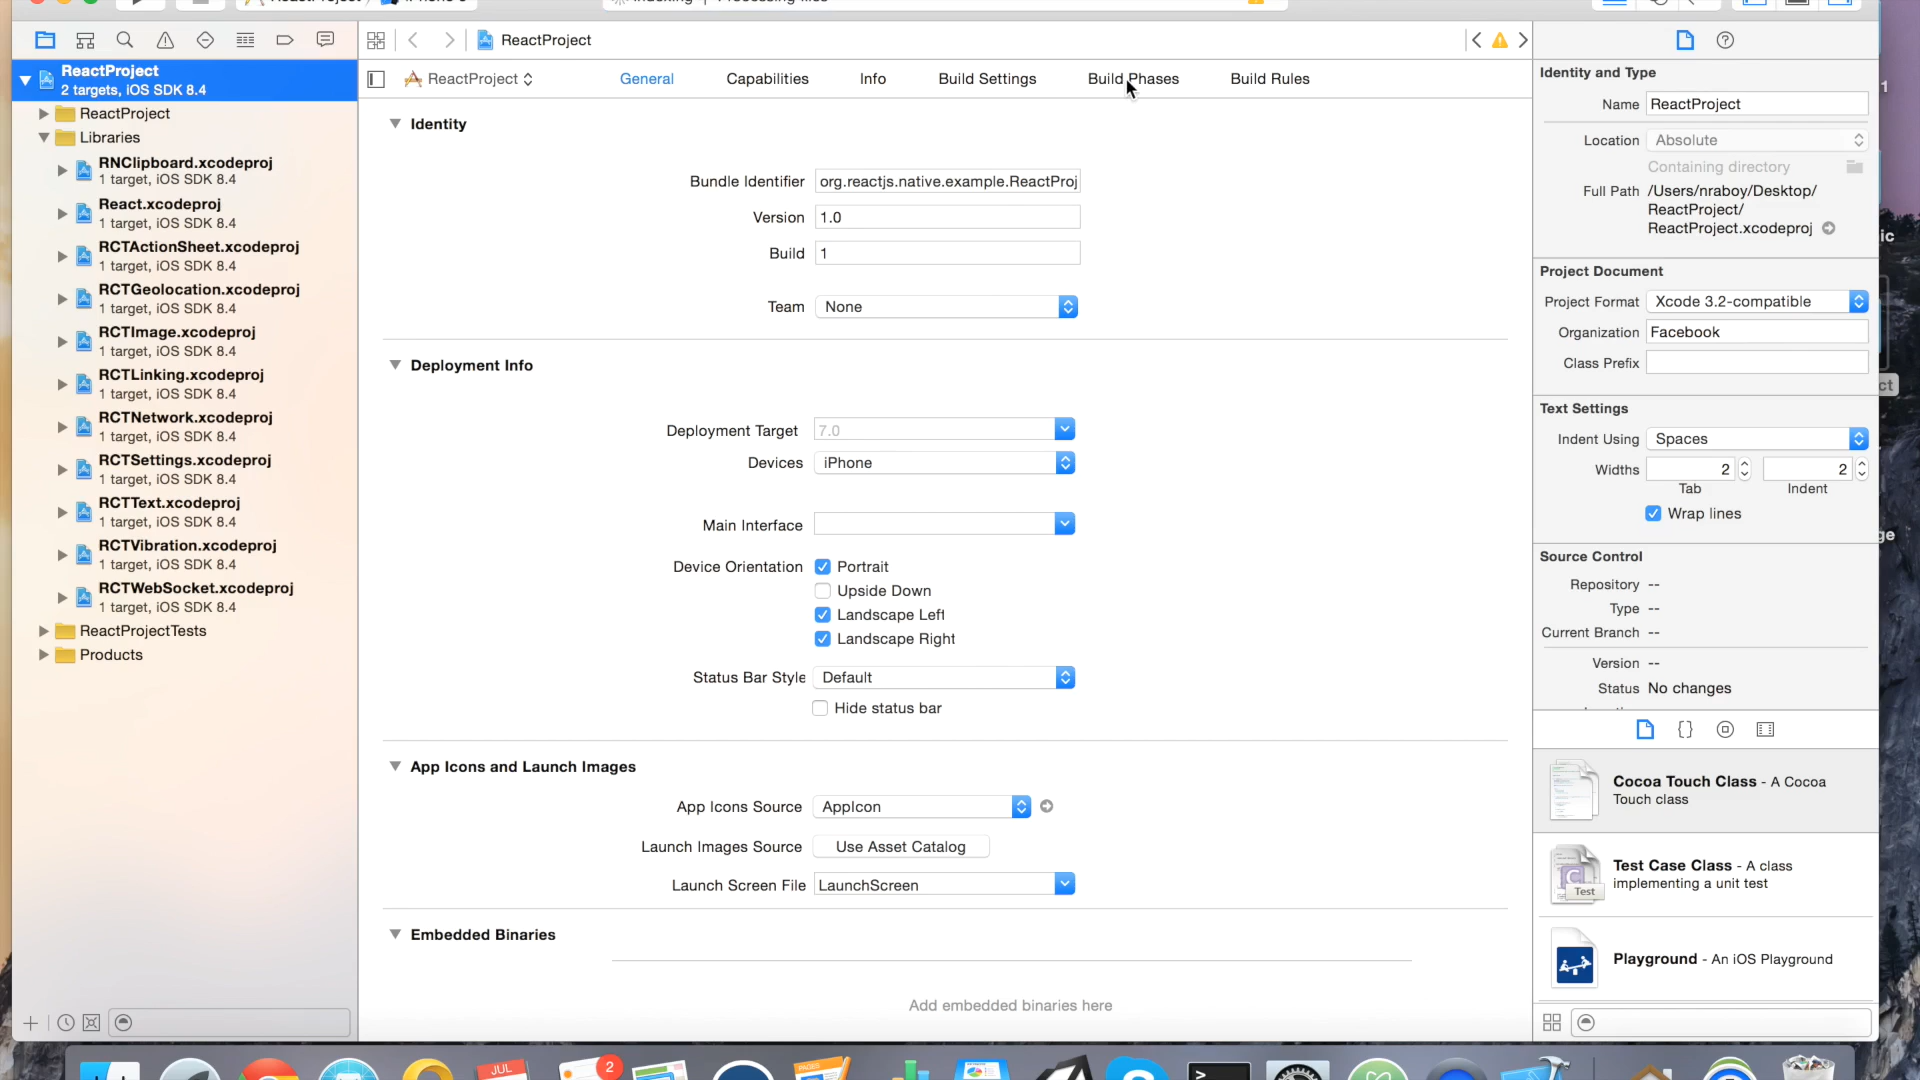 ReactProject
ReactProject
2 targets, iOS SDK 8.4
ReactProject
Libraries
RNClipboard.xcodeproj
1 target, iOS SDK 8.4
React.xcodeproj
1 target, iOS SDK 8.4
RCTActionSheet.xcodeproj
1 target, iOS SDK 8.4
RCTGeolocation.xcodeproj
1 target, iOS SDK 8.4
RCTImage.xcodeproj
1 target, iOS SDK 8.4
RCTLinking.xcodeproj
1 target, iOS SDK 8.4
RCTNetwork.xcodeproj
1 target, iOS SDK 8.4
RCTSettings.xcodeproj
1 target, iOS SDK 8.4
RCTText.xcodeproj
1 target, iOS SDK 8.4
RCTVibration.xcodeproj
1 target, iOS SDK 8.4
RCTWebSocket.xcodeproj
1 target, iOS SDK 8.4
ReactProjectTests
Products
ReactProject General Capabilities Info Build Settings Build Phases Build Rules
Identity
Bundle Identifier org.reactjs.native.example.ReactProj
Version 1.0
Build 1
Team None
Deployment Info
Deployment Target 7.0
Devices iPhone
Main Interface
Device Orientation Portrait
Upside Down
Landscape Left
Landscape Right
Status Bar Style Default
Hide status bar
App Icons and Launch Images
App Icons Source AppIcon
Launch Images Source Use Asset Catalog
Launch Screen File LaunchScreen
Embedded Binaries
Add embedded binaries here
Identity and Type
Name ReactProject
Location Absolute
Containing directory
Full Path /Users/nraboy/Desktop/
ReactProject/
ReactProject.xcodeproj
Project Document
Project Format Xcode 3.2-compatible
Organization Facebook
Class Prefix
Text Settings
Indent Using Spaces
Widths 2 2
Tab Indent
Wrap lines
Source Control
Repository --
Type --
Current Branch --
Version --
Status No changes
Cocoa Touch Class - A Cocoa
Touch class
Test Case Class - A class
implementing a unit test
Test
Playground - An iOS Playground
JUL
2
1
ic
ct
ge